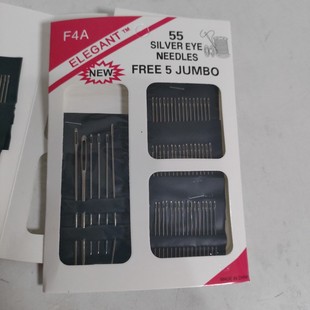 F4A
ELEGANT™
NEW
55
SILVER EYE
NEEDLES
FREE 5 JUMBO